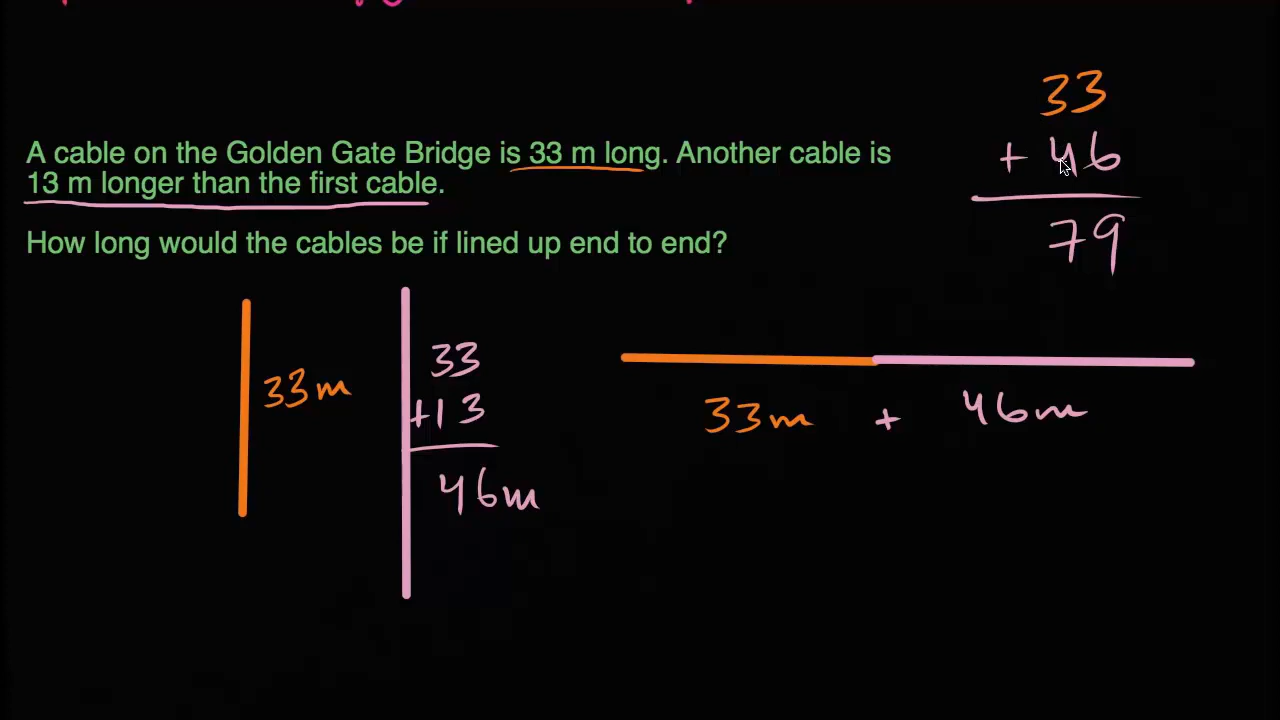 33
+ 46
79
A cable on the Golden Gate Bridge is 33 m long. Another cable is
13 m longer than the first cable.
How long would the cables be if lined up end to end?
33m
33
+13
46m
33m + 46m